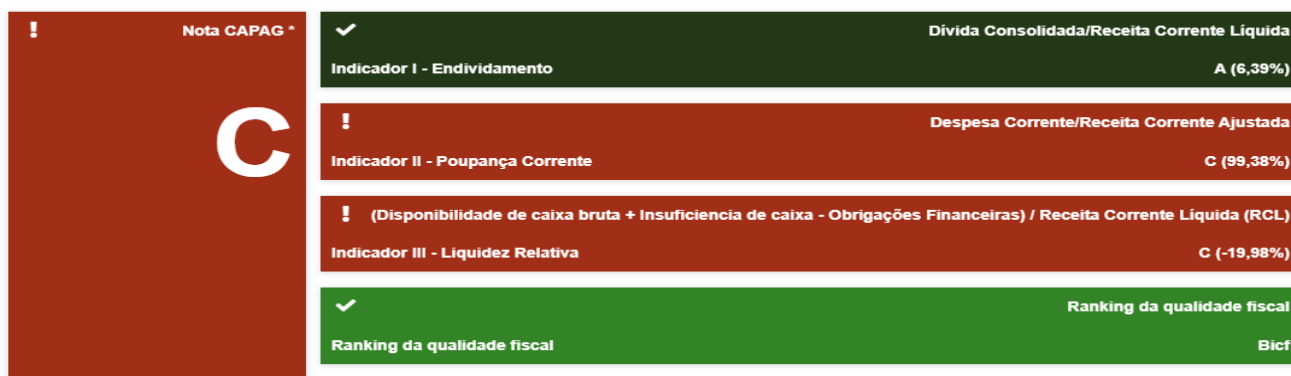 Nota CAPAG *
C
Dívida Consolidada/Receita Corrente Líquida
Indicador I - Endividamento A (6,39%)
Despesa Corrente/Receita Corrente Ajustada
Indicador II - Poupança Corrente C (99,38%)
(Disponibilidade de caixa bruta + Insuficiencia de caixa - Obrigações Financeiras) / Receita Corrente Líquida (RCL)
Indicador III - Liquidez Relativa C (-19,98%)
Ranking da qualidade fiscal
Ranking da qualidade fiscal Bicf